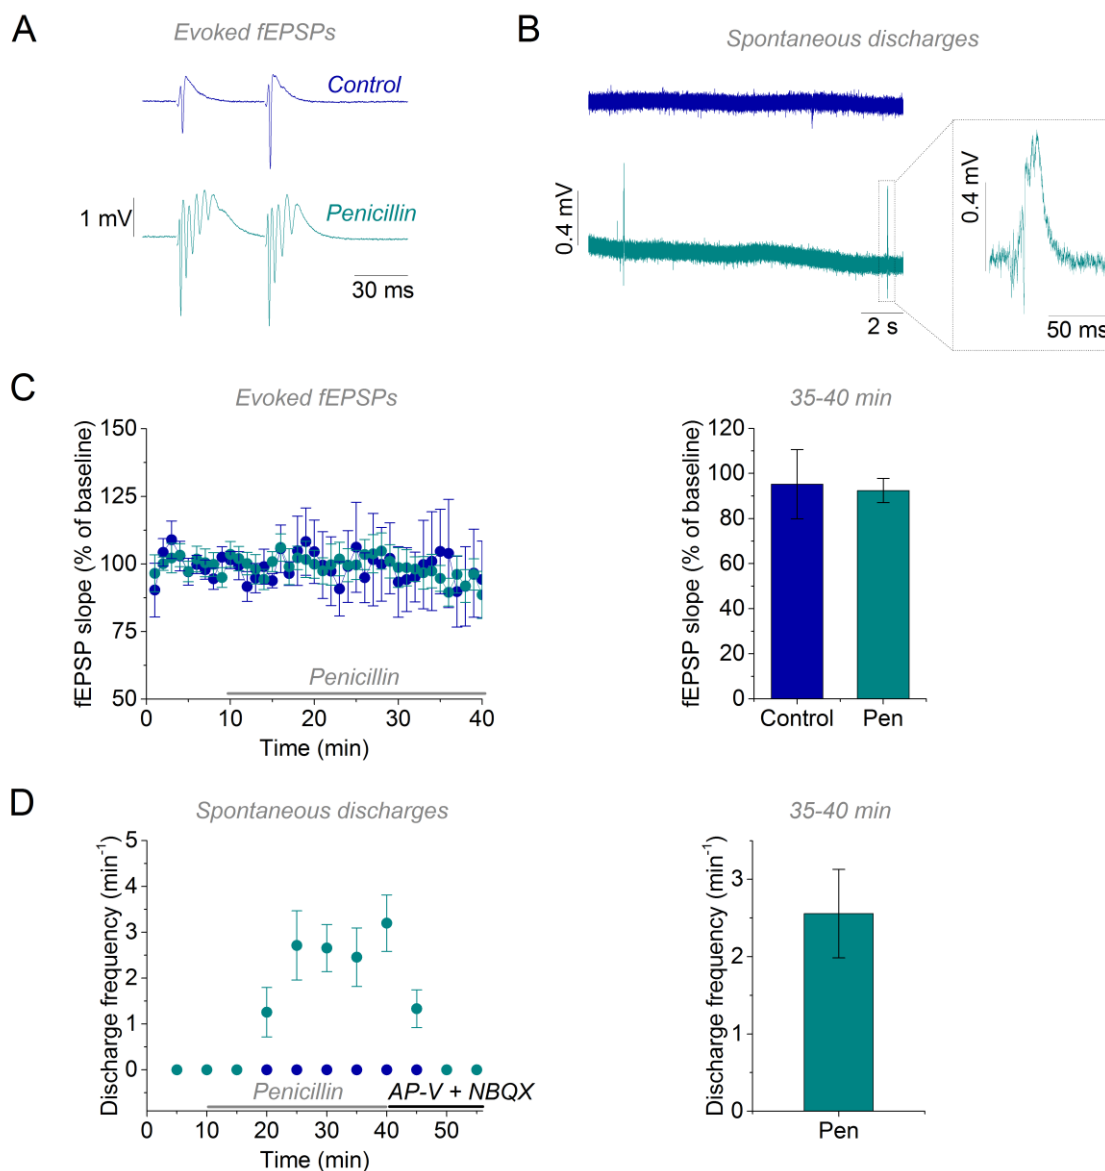 A
Evoked fEPSPs
Control
Penicillin
1 mV
30 ms
B
Spontaneous discharges
0.4 mV
2 s
0.4 mV
50 ms
C
Evoked fEPSPs
fEPSP slope (% of baseline)
150
125
100
75
50
Penicillin
0 10 20 30 40
Time (min)
35-40 min
fEPSP slope (% of baseline)
120
100
80
60
40
20
0
Control Pen
D
Spontaneous discharges
Discharge frequency (min⁻¹)
5
4
3
2
1
0
Penicillin AP-V + NBQX
0 10 20 30 40 50
Time (min)
35-40 min
Discharge frequency (min⁻¹)
3
2
1
0
Pen